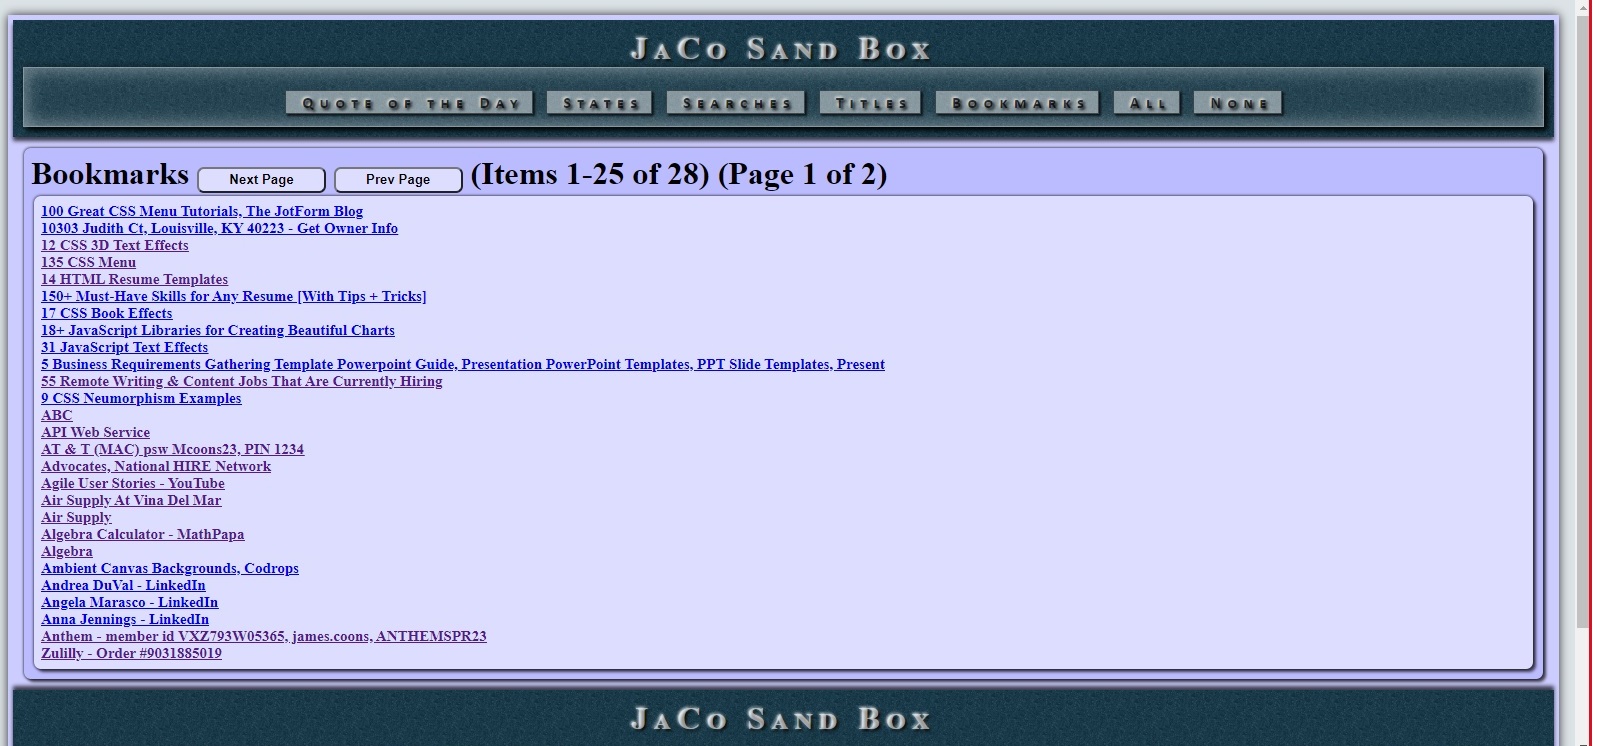 JaCo Sand Box
Quote of the Day States Searches Titles Bookmarks All None
Bookmarks Next Page Prev Page (Items 1-25 of 28) (Page 1 of 2)
100 Great CSS Menu Tutorials, The JotForm Blog
10303 Judith Ct, Louisville, KY 40223 - Get Owner Info
12 CSS 3D Text Effects
135 CSS Menu
14 HTML Resume Templates
150+ Must-Have Skills for Any Resume [With Tips + Tricks]
17 CSS Book Effects
18+ JavaScript Libraries for Creating Beautiful Charts
31 JavaScript Text Effects
5 Business Requirements Gathering Template Powerpoint Guide, Presentation PowerPoint Templates, PPT Slide Templates, Present
55 Remote Writing & Content Jobs That Are Currently Hiring
9 CSS Neumorphism Examples
ABC
API Web Service
AT & T (MAC) psw Mcoons23, PIN 1234
Advocates, National HIRE Network
Agile User Stories - YouTube
Air Supply At Vina Del Mar
Air Supply
Algebra Calculator - MathPapa
Algebra
Ambient Canvas Backgrounds, Codrops
Andrea DuVal - LinkedIn
Angela Marasco - LinkedIn
Anna Jennings - LinkedIn
Anthem - member id VXZ793W05365, james.coons, ANTHEMSPR23
Zulilly - Order #9031885019
JaCo Sand Box